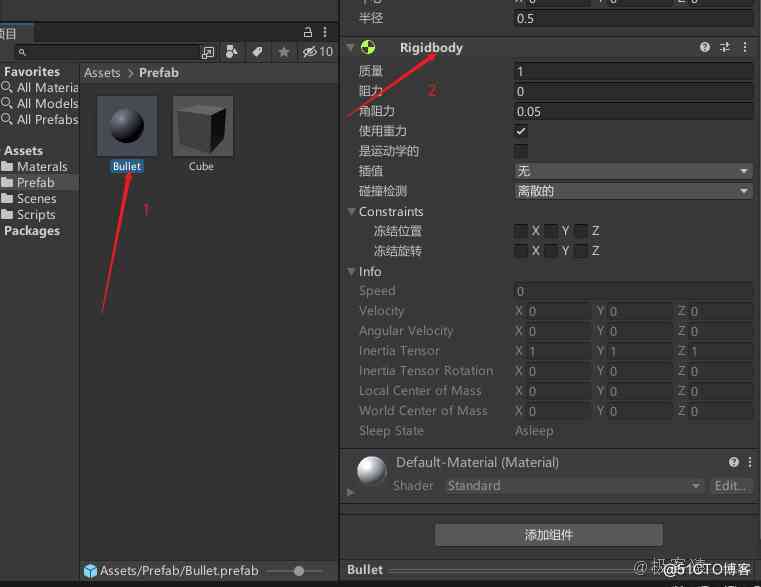 半径 0.5
项目
10
Favorites
All Materia
All Models
All Prefabs
Assets
Materals
Prefab
Scenes
Scripts
Packages
Assets > Prefab
Bullet
Cube
1
Assets/Prefab/Bullet.prefab
Rigidbody
2
质量 1
阻力 0
角阻力 0.05
使用重力
是运动学的
插值 无
碰撞检测 离散的
Constraints
冻结位置 X Y Z
冻结旋转 X Y Z
Info
Speed 0
Velocity X 0 Y 0 Z 0
Angular Velocity X 0 Y 0 Z 0
Inertia Tensor X 1 Y 1 Z 1
Inertia Tensor Rotation X 0 Y 0 Z 0
Local Center of Mass X 0 Y 0 Z 0
World Center of Mass X 0 Y 0 Z 0
Sleep State Asleep
Default-Material (Material)
Shader Standard Edit...
添加组件
Bullet
@51CTO博客